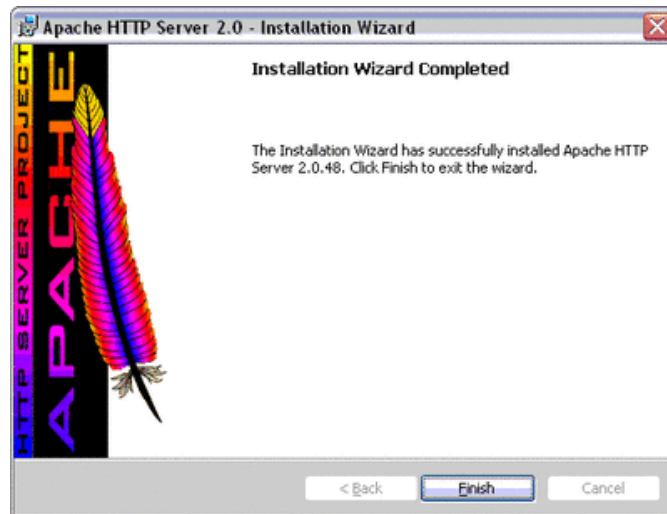 Apache HTTP Server 2.0 - Installation Wizard
HTTP SERVER PROJECT
APACHE
Installation Wizard Completed
The Installation Wizard has successfully installed Apache HTTP
Server 2.0.48. Click Finish to exit the wizard.
< Back
Finish
Cancel